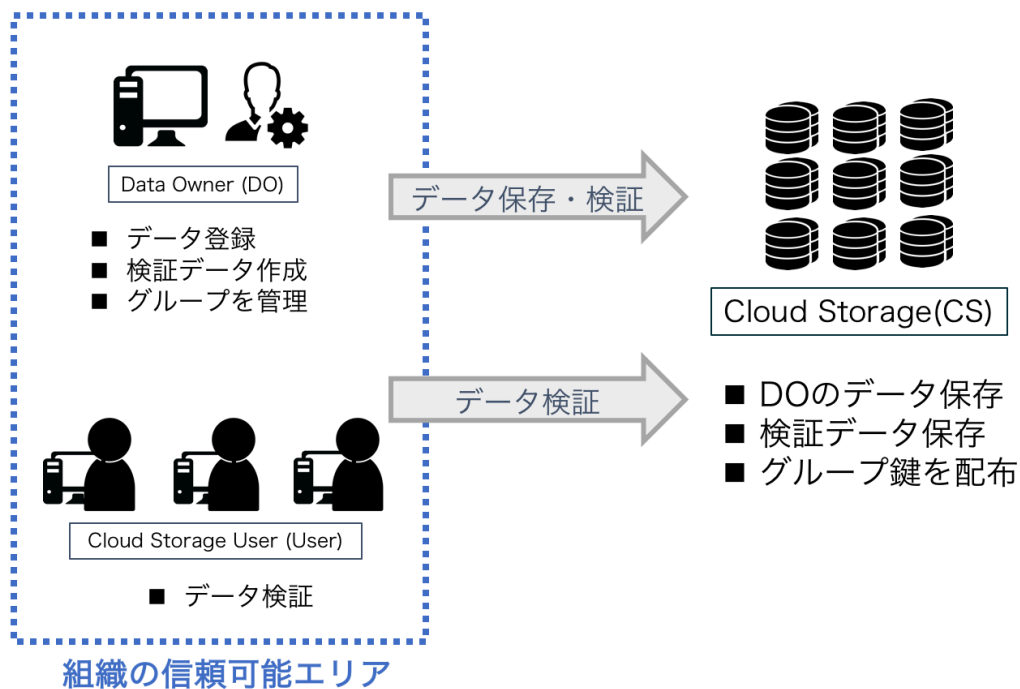 Data Owner (DO)
■ データ登録
■ 検証データ作成
■ グループを管理
データ保存・検証
Cloud Storage(CS)
■ DOのデータ保存
■ 検証データ保存
■ グループ鍵を配布
データ検証
Cloud Storage User (User)
■ データ検証
組織の信頼可能エリア